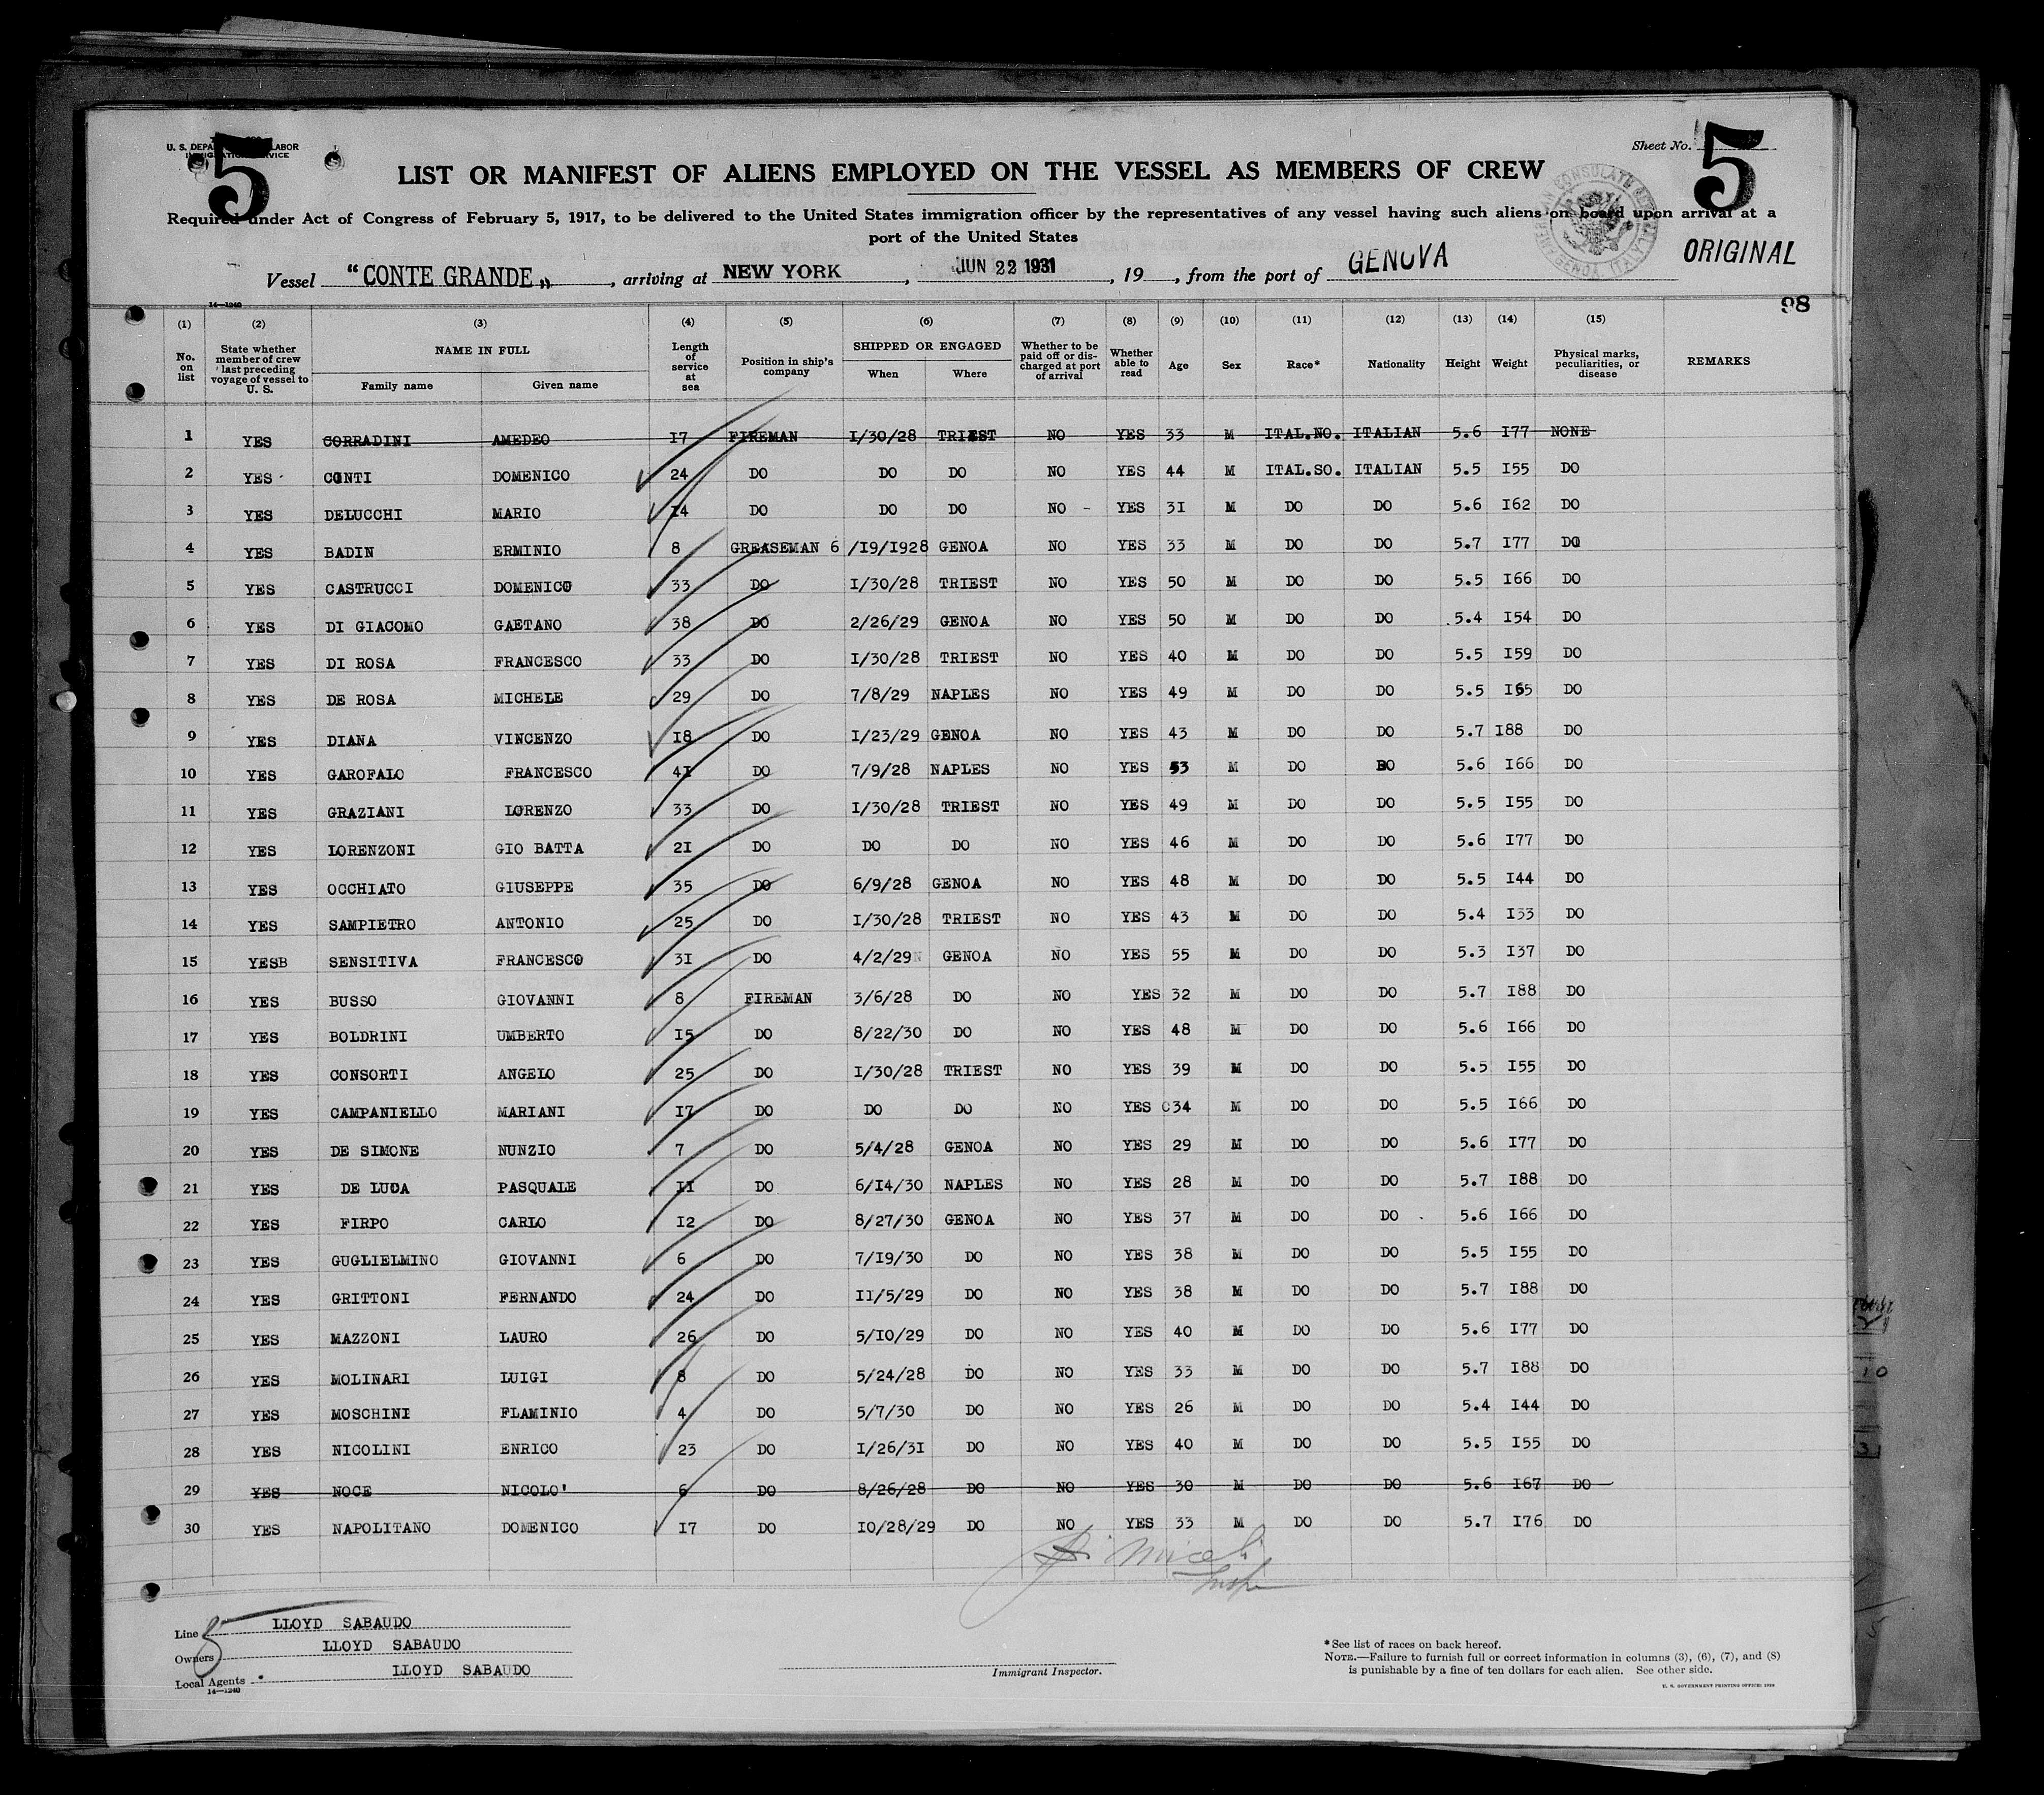 5
U. S. DEPA LABOR
Sheet No. 5
LIST OR MANIFEST OF ALIENS EMPLOYED ON THE VESSEL AS MEMBERS OF CREW
Required under Act of Congress of February 5, 1917, to be delivered to the United States immigration officer by the representatives of any vessel having such aliens on board upon arrival at a
port of the United States
ORIGINAL
Vessel "CONTE GRANDE", arriving at NEW YORK, JUN 22 1931, 19, from the port of GENOVA
14—1240
98
(1) (2) (3) (4) (5) (6) (7) (8) (9) (10) (11) (12) (13) (14) (15)
No. on list State whether member of crew last preceding voyage of vessel to U. S. NAME IN FULL Family name Given name Length of service at sea Position in ship's company SHIPPED OR ENGAGED When Where Whether to be paid off or discharged at port of arrival Whether able to read Age Sex Race* Nationality Height Weight Physical marks, peculiarities, or disease REMARKS
1 YES CORRADINI AMEDEO 17 FIREMAN 1/30/28 TRIEST NO YES 33 M ITAL.NO. ITALIAN 5.6 177 NONE
2 YES CONTI DOMENICO 24 DO DO DO NO YES 44 M ITAL.SO. ITALIAN 5.5 155 DO
3 YES DELUCCHI MARIO 14 DO DO DO NO - YES 31 M DO DO 5.6 162 DO
4 YES BADIN ERMINIO 8 GREASEMAN 6/19/1928 GENOA NO YES 33 M DO DO 5.7 177 DO
5 YES CASTRUCCI DOMENICO 33 DO 1/30/28 TRIEST NO YES 50 M DO DO 5.5 166 DO
6 YES DI GIACOMO GAETANO 38 DO 2/26/29 GENOA NO YES 50 M DO DO 5.4 154 DO
7 YES DI ROSA FRANCESCO 33 DO 1/30/28 TRIEST NO YES 40 M DO DO 5.5 159 DO
8 YES DE ROSA MICHELE 29 DO 7/8/29 NAPLES NO YES 49 M DO DO 5.5 165 DO
9 YES DIANA VINCENZO 18 DO 1/23/29 GENOA NO YES 43 M DO DO 5.7 188 DO
10 YES GAROFALO FRANCESCO 41 DO 7/9/28 NAPLES NO YES 53 M DO DO 5.6 166 DO
11 YES GRAZIANI LORENZO 33 DO 1/30/28 TRIEST NO YES 49 M DO DO 5.5 155 DO
12 YES LORENZONI GIO BATTA 21 DO DO DO NO YES 46 M DO DO 5.6 177 DO
13 YES OCCHIATO GIUSEPPE 35 DO 6/9/28 GENOA NO YES 48 M DO DO 5.5 144 DO
14 YES SAMPIETRO ANTONIO 25 DO 1/30/28 TRIEST NO YES 43 M DO DO 5.4 133 DO
15 YESB SENSITIVA FRANCESCO 31 DO 4/2/29 GENOA NO YES 55 M DO DO 5.3 137 DO
16 YES BUSSO GIOVANNI 8 FIREMAN 3/6/28 DO NO YES 32 M DO DO 5.7 188 DO
17 YES BOLDRINI UMBERTO 15 DO 8/22/30 DO NO YES 48 M DO DO 5.6 166 DO
18 YES CONSORTI ANGELO 25 DO 1/30/28 TRIEST NO YES 39 M DO DO 5.5 155 DO
19 YES CAMPANIELLO MARIANI 17 DO DO DO NO YES 34 M DO DO 5.5 166 DO
20 YES DE SIMONE NUNZIO 7 DO 5/4/28 GENOA NO YES 29 M DO DO 5.6 177 DO
21 YES DE LUCA PASQUALE 11 DO 6/14/30 NAPLES NO YES 28 M DO DO 5.7 188 DO
22 YES FIRPO CARLO 12 DO 8/27/30 GENOA NO YES 37 M DO DO 5.6 166 DO
23 YES GUGLIELMINO GIOVANNI 6 DO 7/19/30 DO NO YES 38 M DO DO 5.5 155 DO
24 YES GRITTONI FERNANDO 24 DO 11/5/29 DO NO YES 38 M DO DO 5.7 188 DO
25 YES MAZZONI LAURO 26 DO 5/10/29 DO NO YES 40 M DO DO 5.6 177 DO
26 YES MOLINARI LUIGI 8 DO 5/24/28 DO NO YES 33 M DO DO 5.7 188 DO
27 YES MOSCHINI FLAMINIO 4 DO 5/7/30 DO NO YES 26 M DO DO 5.4 144 DO
28 YES NICOLINI ENRICO 23 DO 1/26/31 DO NO YES 40 M DO DO 5.5 155 DO
29 YES NOCE NICOLO' 6 DO 8/26/28 DO NO YES 30 M DO DO 5.6 167 DO
30 YES NAPOLITANO DOMENICO 17 DO 10/28/29 DO NO YES 33 M DO DO 5.7 176 DO
Line LLOYD SABAUDO
Owners LLOYD SABAUDO
Local Agents LLOYD SABAUDO
14—1240
5
Immigrant Inspector.
*See list of races on back hereof.
NOTE.—Failure to furnish full or correct information in columns (3), (6), (7), and (8)
is punishable by a fine of ten dollars for each alien. See other side.